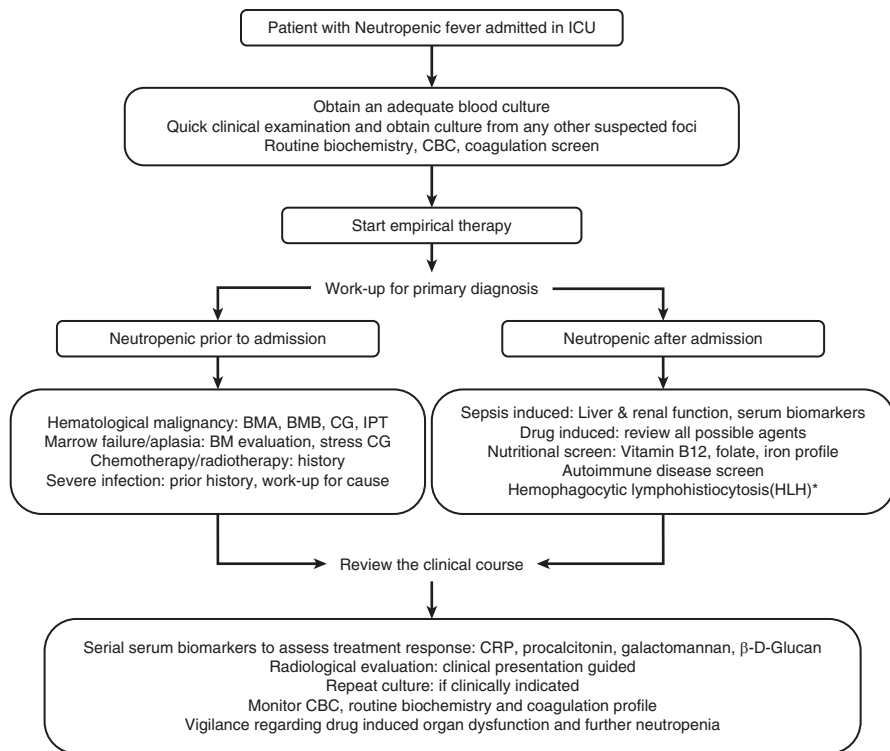 Patient with Neutropenic fever admitted in ICU
Obtain an adequate blood culture
Quick clinical examination and obtain culture from any other suspected foci
Routine biochemistry, CBC, coagulation screen
Start empirical therapy
Work-up for primary diagnosis
Neutropenic prior to admission
Neutropenic after admission
Hematological malignancy: BMA, BMB, CG, IPT
Marrow failure/aplasia: BM evaluation, stress CG
Chemotherapy/radiotherapy: history
Severe infection: prior history, work-up for cause
Sepsis induced: Liver & renal function, serum biomarkers
Drug induced: review all possible agents
Nutritional screen: Vitamin B12, folate, iron profile
Autoimmune disease screen
Hemophagocytic lymphohistiocytosis(HLH)*
Review the clinical course
Serial serum biomarkers to assess treatment response: CRP, procalcitonin, galactomannan, β-D-Glucan
Radiological evaluation: clinical presentation guided
Repeat culture: if clinically indicated
Monitor CBC, routine biochemistry and coagulation profile
Vigilance regarding drug induced organ dysfunction and further neutropenia